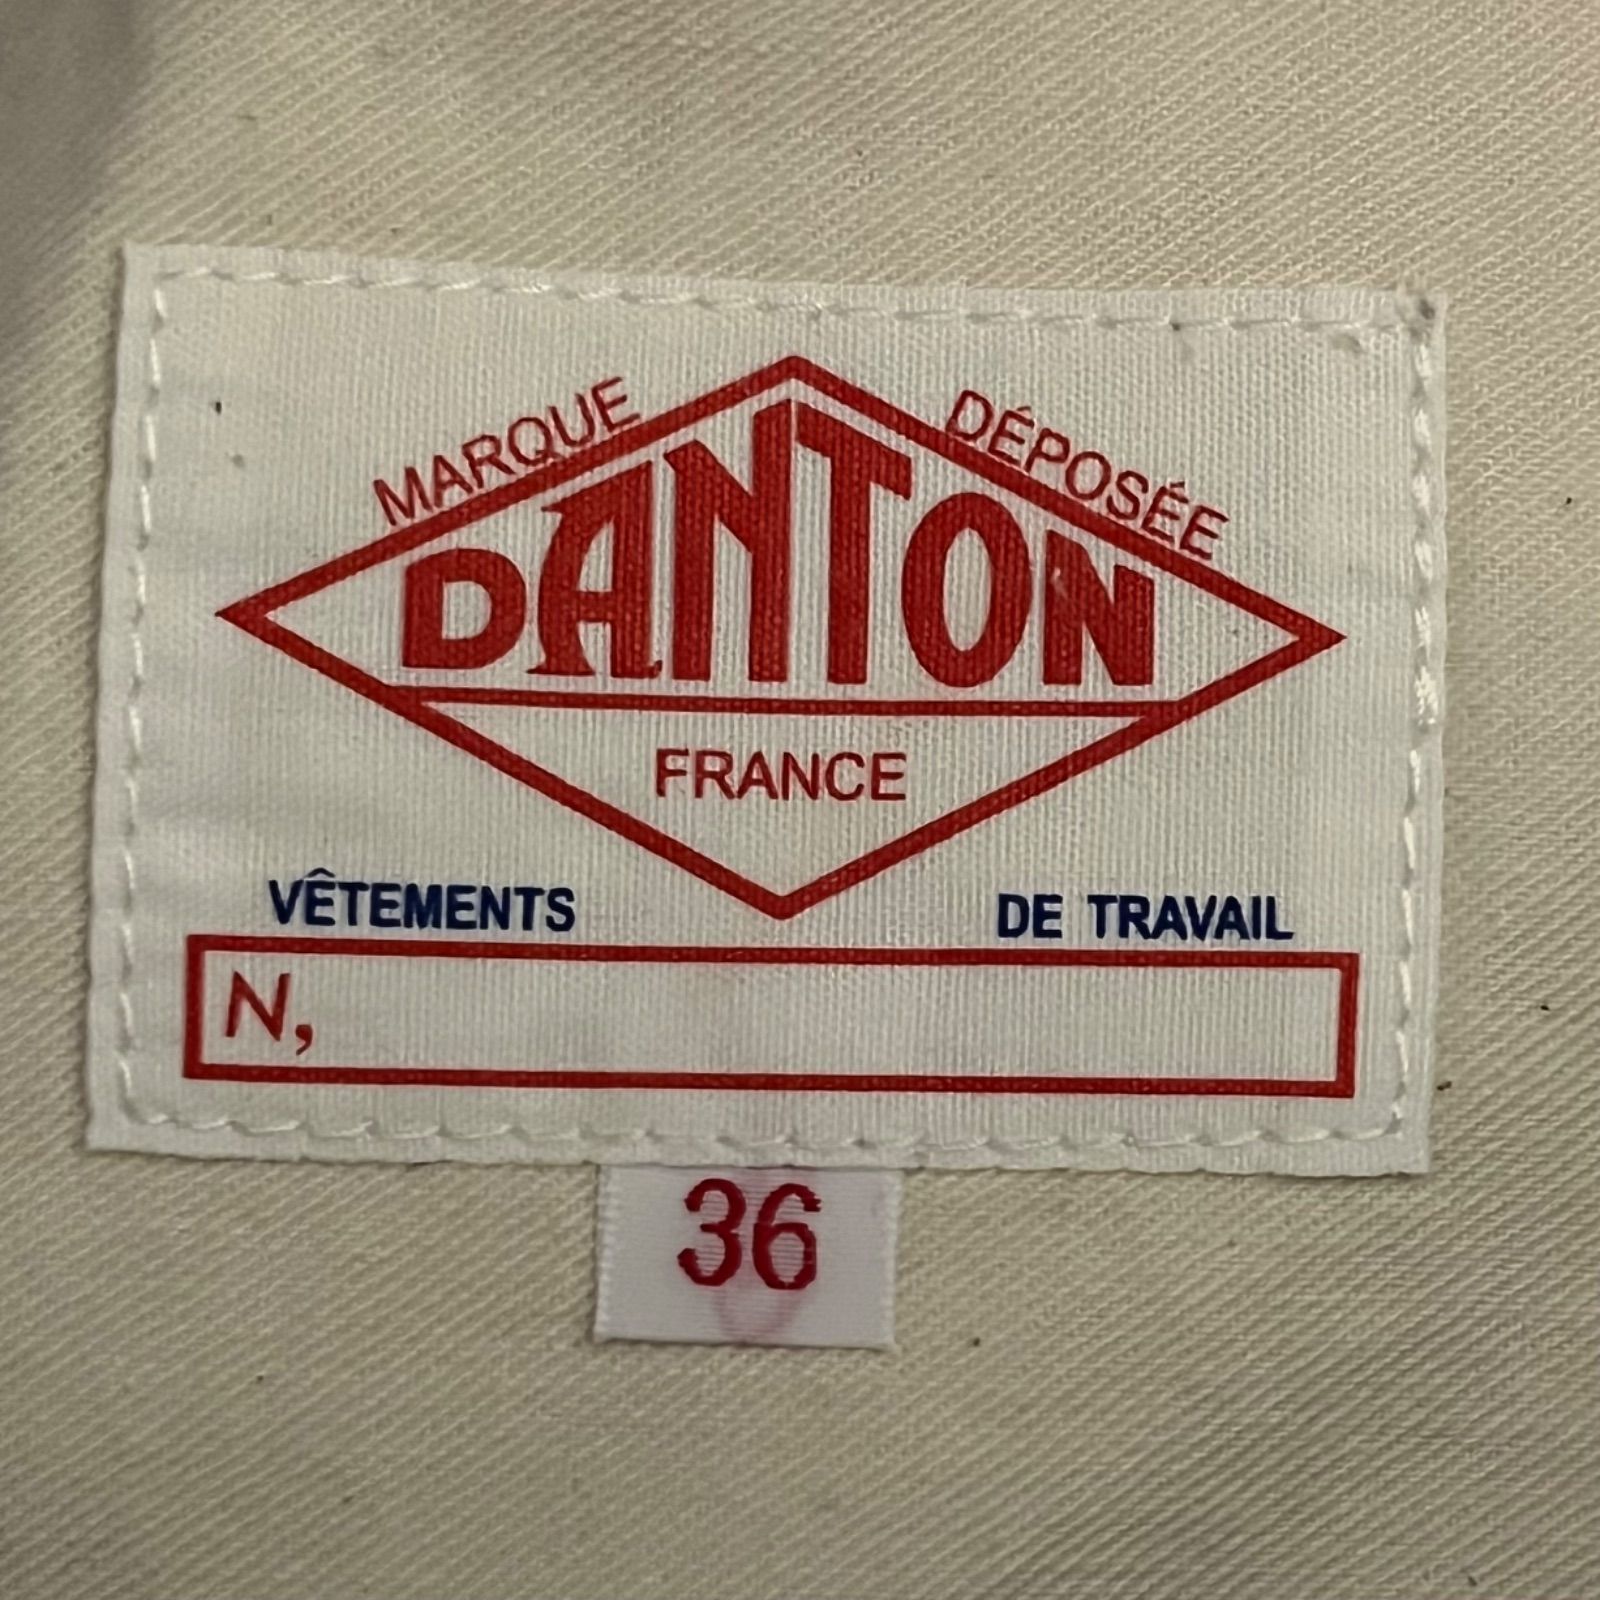 MARQUE DÉPOSÉE
DANTON
FRANCE
VÊTEMENTS DE TRAVAIL
N,
36